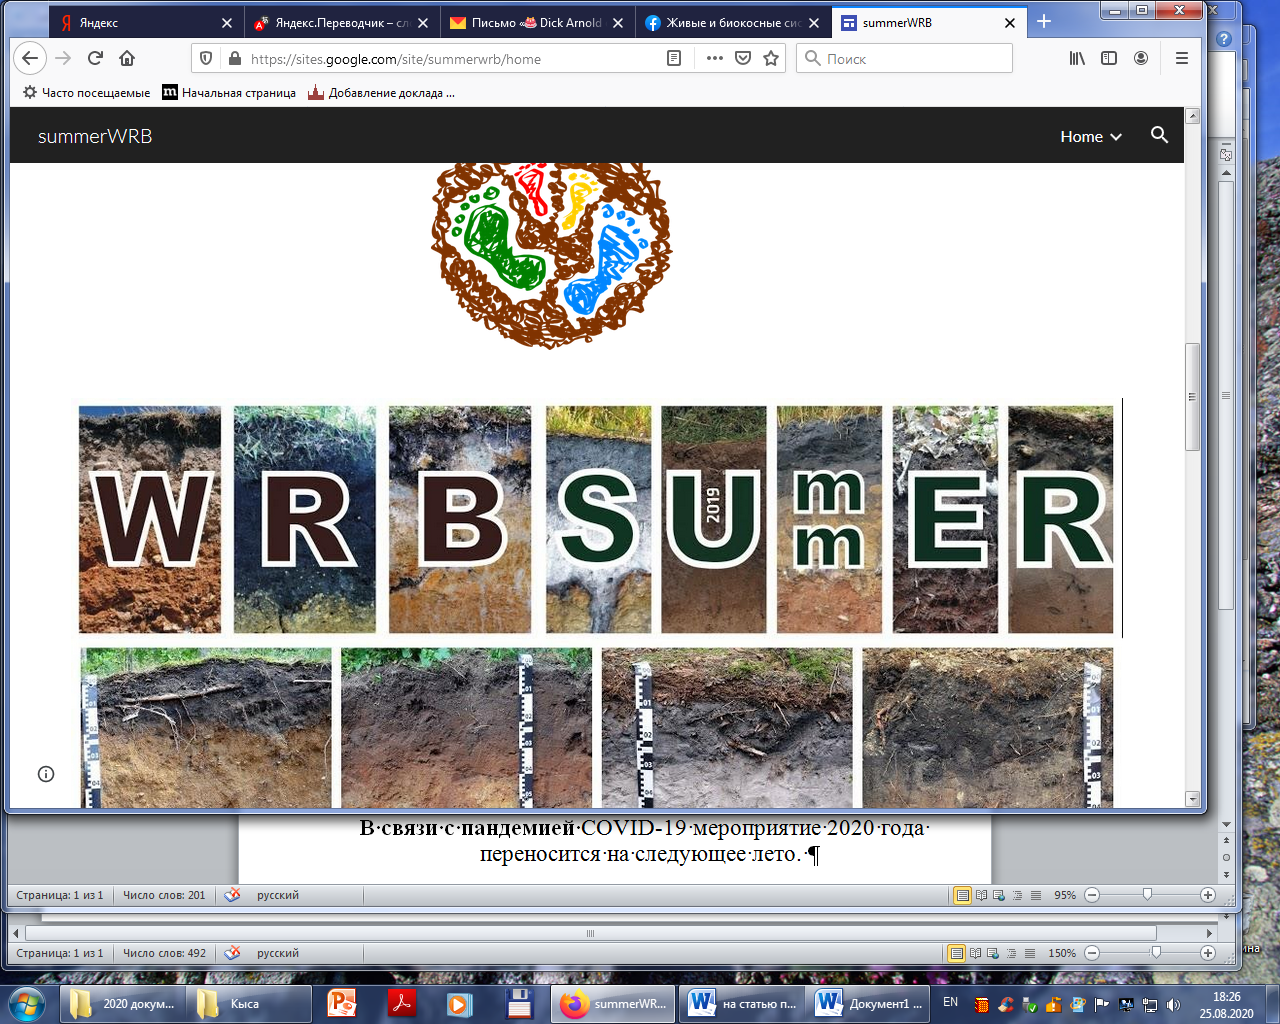 Яндекс
Яндекс.Переводчик – сл
Письмо «🎂 Dick Arnold
Живые и биокосные сис
summerWRB
https://sites.google.com/site/summerwrb/home
Поиск
Часто посещаемые
Начальная страница
Добавление доклада ...
summerWRB
Home
WRB SUmmER
2019
В·связи·с·пандемией·COVID-19·мероприятие·2020·года·
переносится·на·следующее·лето.·¶
Страница: 1 из 1
Число слов: 201
русский
95%
Страница: 1 из 1
Число слов: 492
русский
150%
2020 докум...
Кыса
summerWR...
на статью п...
Документ1 ...
EN
18:26
25.08.2020